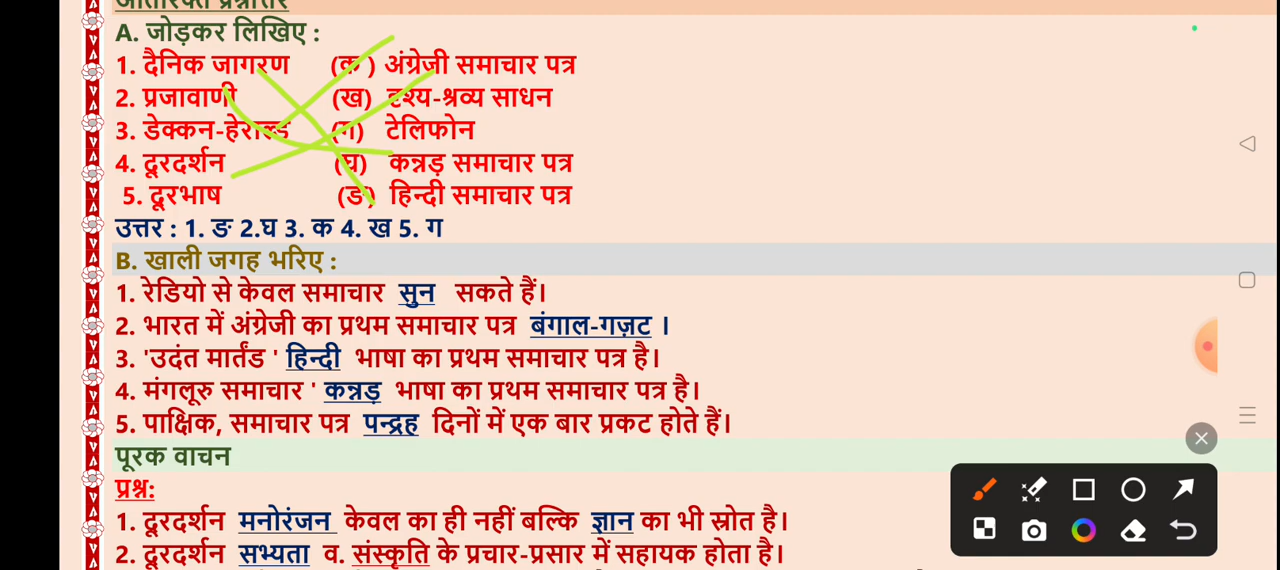 अतिरिक्त प्रश्नोत्तर
A. जोड़कर लिखिए :
1. दैनिक जागरण (क ) अंग्रेजी समाचार पत्र
2. प्रजावाणी (ख) दृश्य-श्रव्य साधन
3. डेक्कन-हेराल्ड (ग) टेलिफोन
4. दूरदर्शन (घ) कन्नड़ समाचार पत्र
5. दूरभाष (ङ) हिन्दी समाचार पत्र
उत्तर : 1. ङ 2.घ 3. क 4. ख 5. ग
B. खाली जगह भरिए :
1. रेडियो से केवल समाचार सुन सकते हैं।
2. भारत में अंग्रेजी का प्रथम समाचार पत्र बंगाल-गज़ट ।
3. 'उदंत मार्तंड ' हिन्दी भाषा का प्रथम समाचार पत्र है।
4. मंगलूरु समाचार ' कन्नड़ भाषा का प्रथम समाचार पत्र है।
5. पाक्षिक, समाचार पत्र पन्द्रह दिनों में एक बार प्रकट होते हैं।
पूरक वाचन
प्रश्न:
1. दूरदर्शन मनोरंजन केवल का ही नहीं बल्कि ज्ञान का भी स्रोत है।
2. दूरदर्शन सभ्यता व. संस्कृति के प्रचार-प्रसार में सहायक होता है।